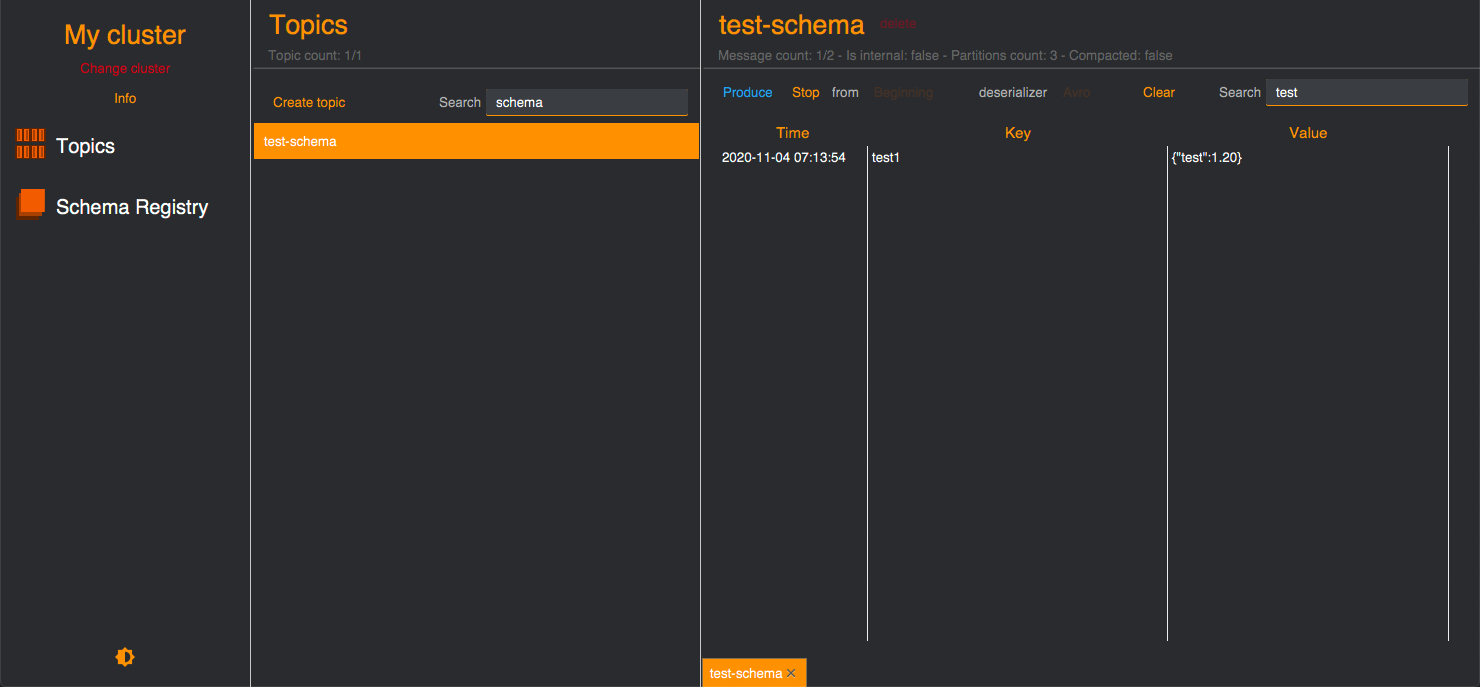 My cluster
Change cluster
Info
Topics
Schema Registry
Topics
Topic count: 1/1
Create topic
Search
schema
test-schema
test-schema delete
Message count: 1/2 - Is internal: false - Partitions count: 3 - Compacted: false
Produce Stop from Beginning deserializer Avro Clear Search test
Time Key Value
2020-11-04 07:13:54 test1 {"test":1.20}
test-schema ×